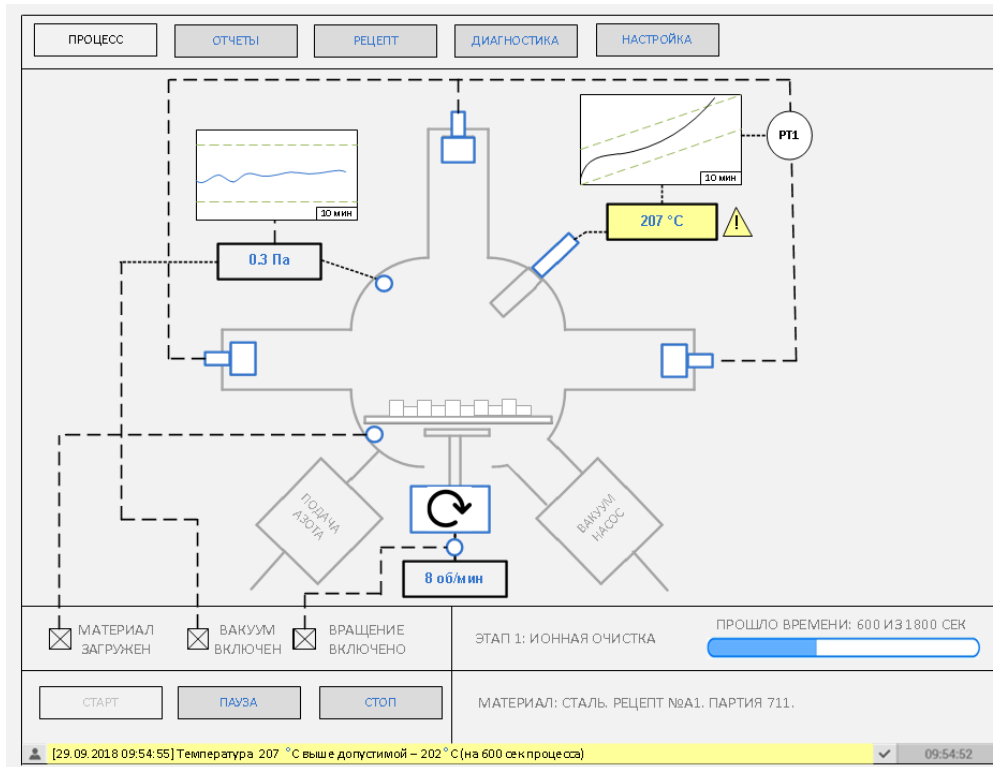 ПРОЦЕСС
ОТЧЕТЫ
РЕЦЕПТ
ДИАГНОСТИКА
НАСТРОЙКА
10 мин
10 мин
РТ1
207 °С
!
0.3 Па
ПОДАЧА
АЗОТА
ВАКУУМ
НАСОС
8 об/мин
МАТЕРИАЛ
ЗАГРУЖЕН
ВАКУУМ
ВКЛЮЧЕН
ВРАЩЕНИЕ
ВКЛЮЧЕНО
ЭТАП 1: ИОННАЯ ОЧИСТКА
ПРОШЛО ВРЕМЕНИ: 600 ИЗ 1800 СЕК
СТАРТ
ПАУЗА
СТОП
МАТЕРИАЛ: СТАЛЬ. РЕЦЕПТ №А1. ПАРТИЯ 711.
[29.09.2018 09:54:55] Температура 207 °С выше допустимой – 202°С (на 600 сек процесса)
09:54:52